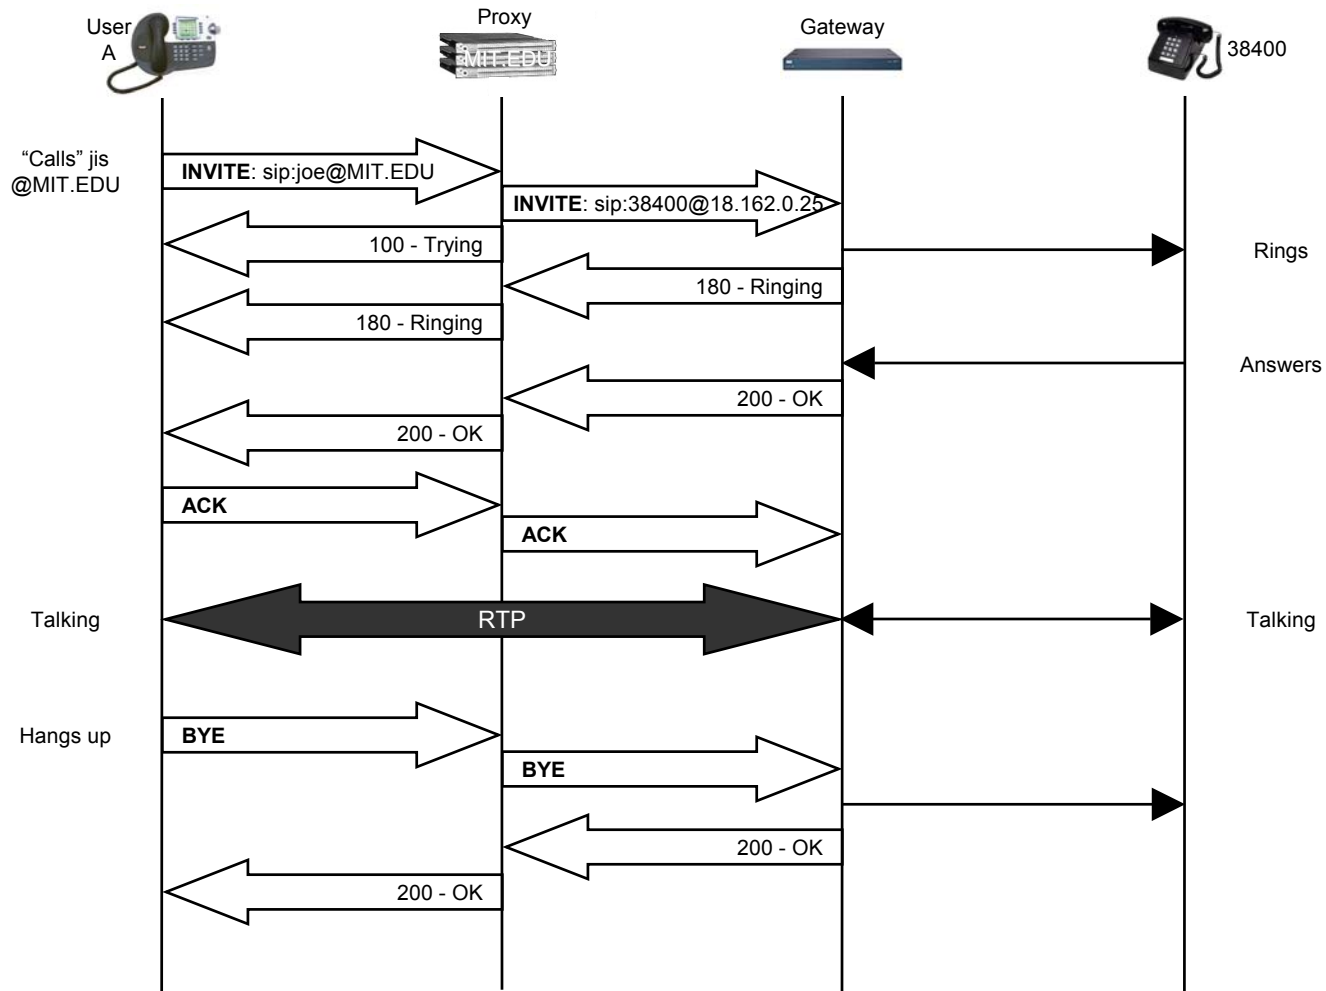 User
A
Proxy
MIT.EDU
Gateway
38400
“Calls” jis
@MIT.EDU
INVITE: sip:joe@MIT.EDU
INVITE: sip:38400@18.162.0.25
100 - Trying
Rings
180 - Ringing
180 - Ringing
Answers
200 - OK
200 - OK
ACK
ACK
Talking
RTP
Talking
Hangs up
BYE
BYE
200 - OK
200 - OK